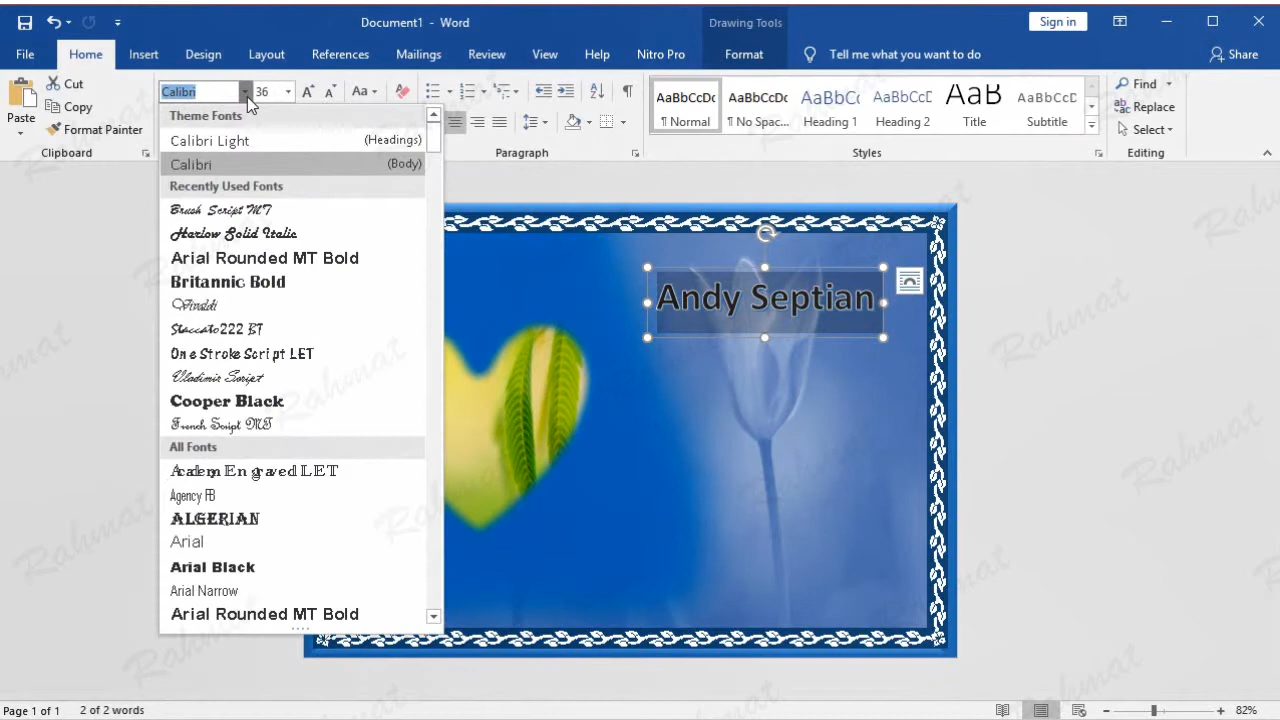 Document1 - Word
Drawing Tools
Sign in
File
Home
Insert
Design
Layout
References
Mailings
Review
View
Help
Nitro Pro
Format
Tell me what you want to do
Share
Paste
Cut
Copy
Format Painter
Clipboard
Calibri
36
Aa
Paragraph
AaBbCcDc
¶ Normal
AaBbCcDc
¶ No Spac...
AaBbCc
Heading 1
AaBbCcD
Heading 2
AaB
Title
AaBbCcD
Subtitle
Styles
Find
Replace
Select
Editing
Theme Fonts
Calibri Light (Headings)
Calibri (Body)
Recently Used Fonts
Brush Script MT
Harlow Solid Italic
Arial Rounded MT Bold
Britannic Bold
Vivaldi
Staccato222 BT
One Stroke Script LET
Vladimir Script
Cooper Black
French Script MT
All Fonts
Academy Engraved LET
Agency FB
ALGERIAN
Arial
Arial Black
Arial Narrow
Arial Rounded MT Bold
Andy Septian
Rahmat
Page 1 of 1
2 of 2 words
82%